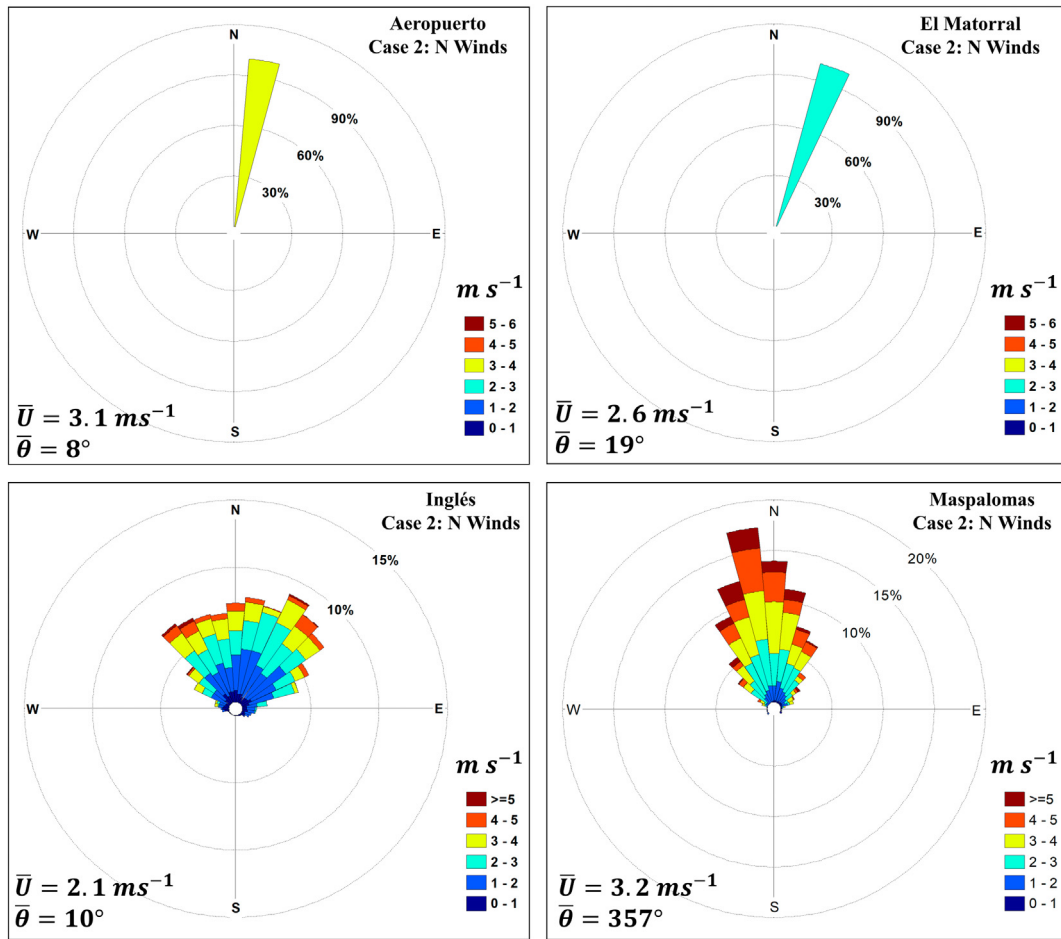 Aeropuerto
Case 2: N Winds
N
90%
60%
30%
W
E
S
m s⁻¹
5 - 6
4 - 5
3 - 4
2 - 3
1 - 2
0 - 1
U̅ = 3.1 ms⁻¹
θ̅ = 8°
El Matorral
Case 2: N Winds
N
90%
60%
30%
W
E
S
m s⁻¹
5 - 6
4 - 5
3 - 4
2 - 3
1 - 2
0 - 1
U̅ = 2.6 ms⁻¹
θ̅ = 19°
Inglés
Case 2: N Winds
N
15%
10%
W
E
S
m s⁻¹
>=5
4 - 5
3 - 4
2 - 3
1 - 2
0 - 1
U̅ = 2.1 ms⁻¹
θ̅ = 10°
Maspalomas
Case 2: N Winds
N
20%
15%
10%
W
E
S
m s⁻¹
>=5
4 - 5
3 - 4
2 - 3
1 - 2
0 - 1
U̅ = 3.2 ms⁻¹
θ̅ = 357°